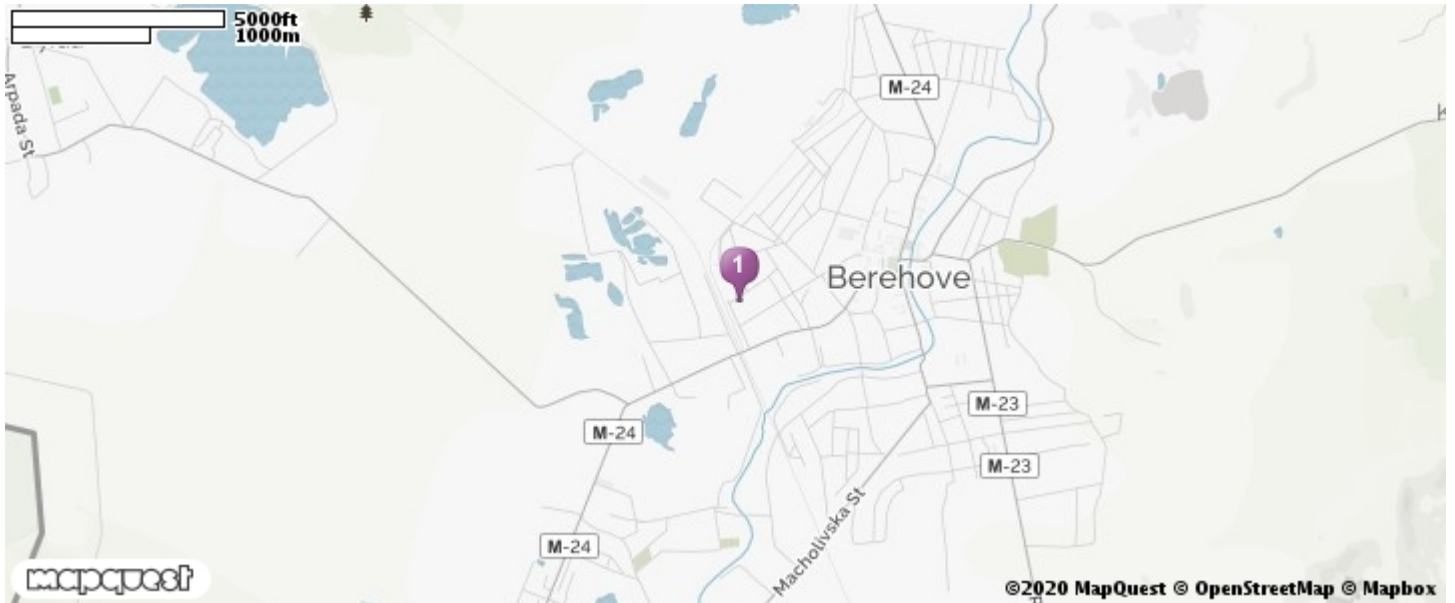 5000ft
1000m
Arpada St
M-24
1
Berehove
M-23
M-24
M-23
Macholivska St
M-24
mapquest
©2020 MapQuest © OpenStreetMap © Mapbox